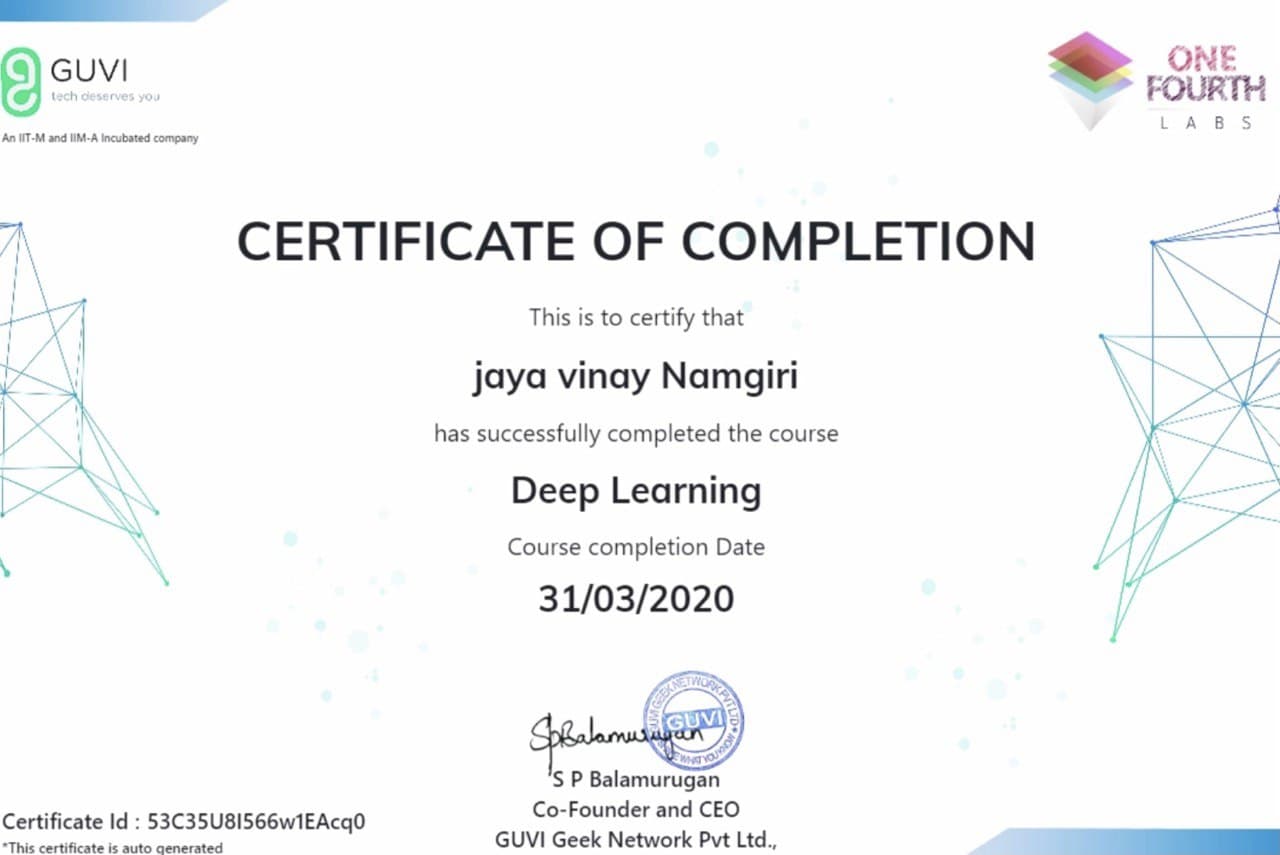 GUVI
tech deserves you
An IIT-M and IIM-A Incubated company
ONE
FOURTH
LABS
CERTIFICATE OF COMPLETION
This is to certify that
jaya vinay Namgiri
has successfully completed the course
Deep Learning
Course completion Date
31/03/2020
SpBalamurugan
GUVI GEEK NETWORK PVT LTD
GUVI
WHAT YOU KNOW
S P Balamurugan
Co-Founder and CEO
GUVI Geek Network Pvt Ltd.,
Certificate Id : 53C35U8I566w1EAcq0
*This certificate is auto generated